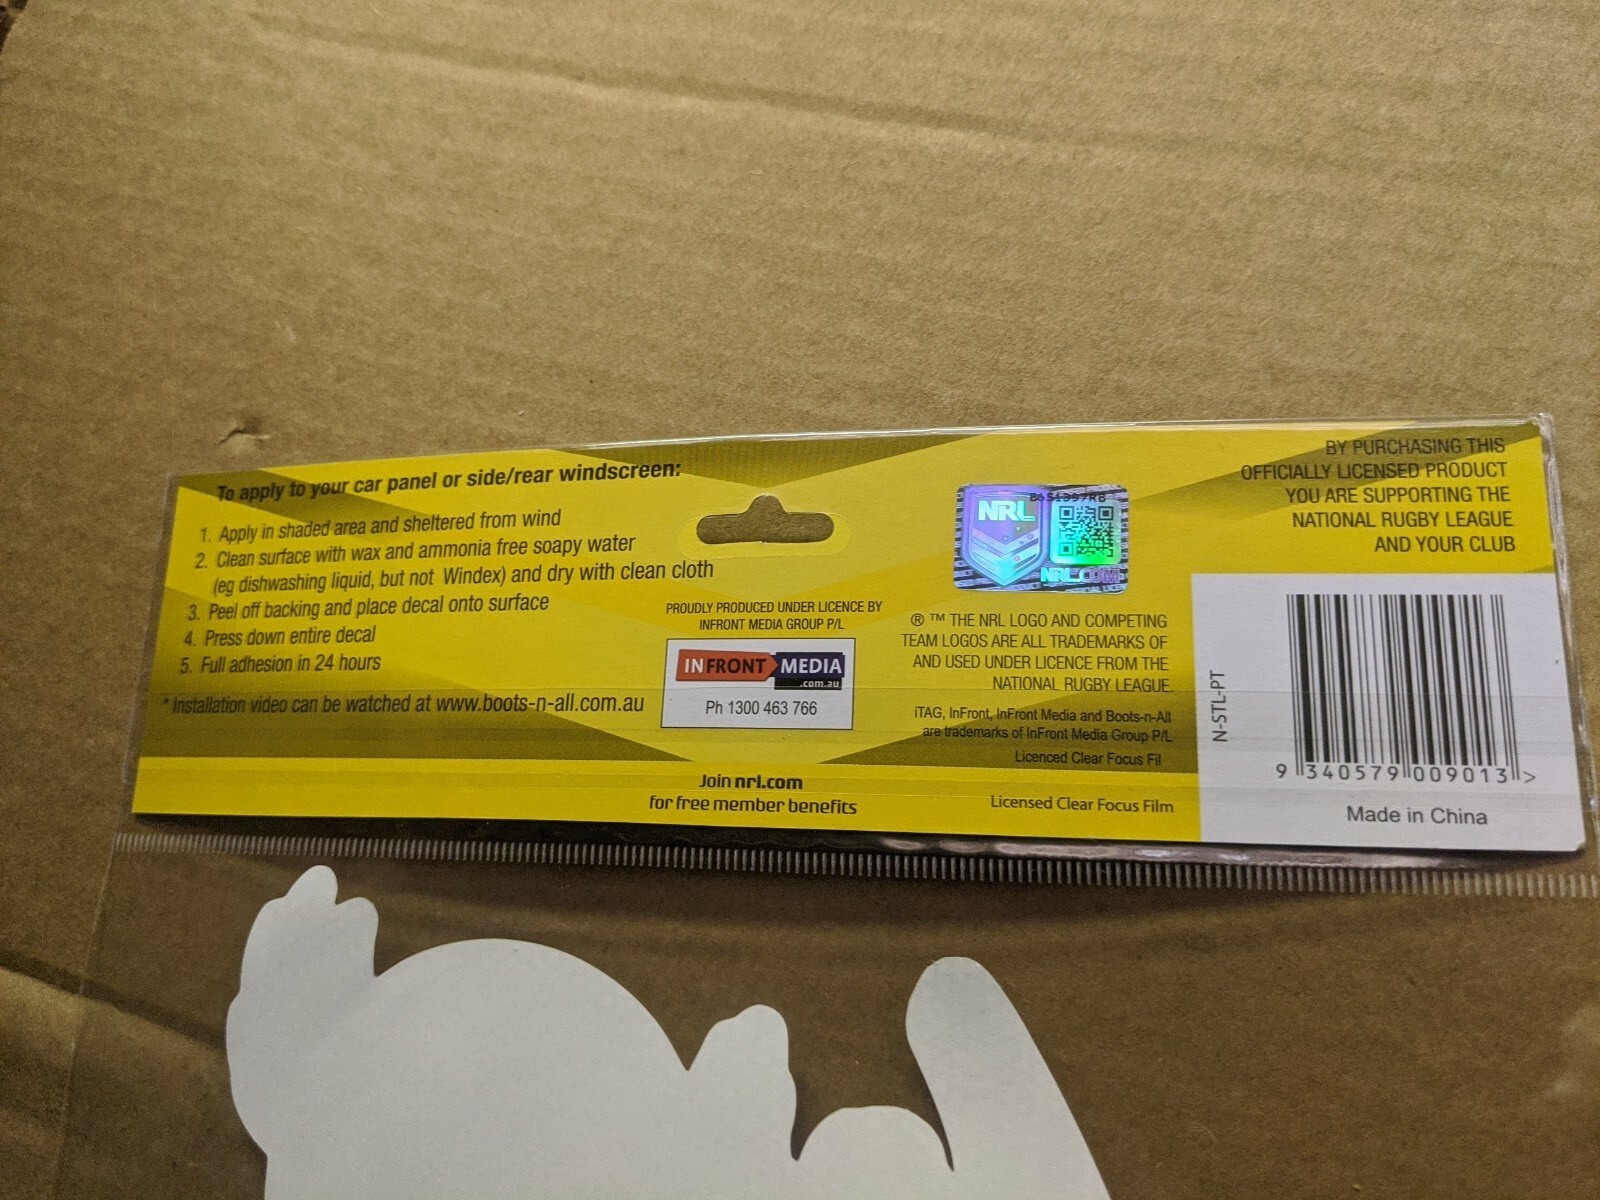 To apply to your car panel or side/rear windscreen:
1. Apply in shaded area and sheltered from wind
2. Clean surface with wax and ammonia free soapy water
(eg dishwashing liquid, but not Windex) and dry with clean cloth
3. Peel off backing and place decal onto surface
4. Press down entire decal
5. Full adhesion in 24 hours
* Installation video can be watched at www.boots-n-all.com.au
PROUDLY PRODUCED UNDER LICENCE BY
INFRONT MEDIA GROUP P/L
INFRONT MEDIA
.com.au
Ph 1300 463 766
Join nrl.com
for free member benefits
NRL
NRL.COM
® ™ THE NRL LOGO AND COMPETING
TEAM LOGOS ARE ALL TRADEMARKS OF
AND USED UNDER LICENCE FROM THE
NATIONAL RUGBY LEAGUE.
iTAG, InFront, InFront Media and Boots-n-All
are trademarks of InFront Media Group P/L
Licenced Clear Focus Fil
Licensed Clear Focus Film
BY PURCHASING THIS
OFFICIALLY LICENSED PRODUCT
YOU ARE SUPPORTING THE
NATIONAL RUGBY LEAGUE
AND YOUR CLUB
N-STL-PT
9 340579 009013 >
Made in China